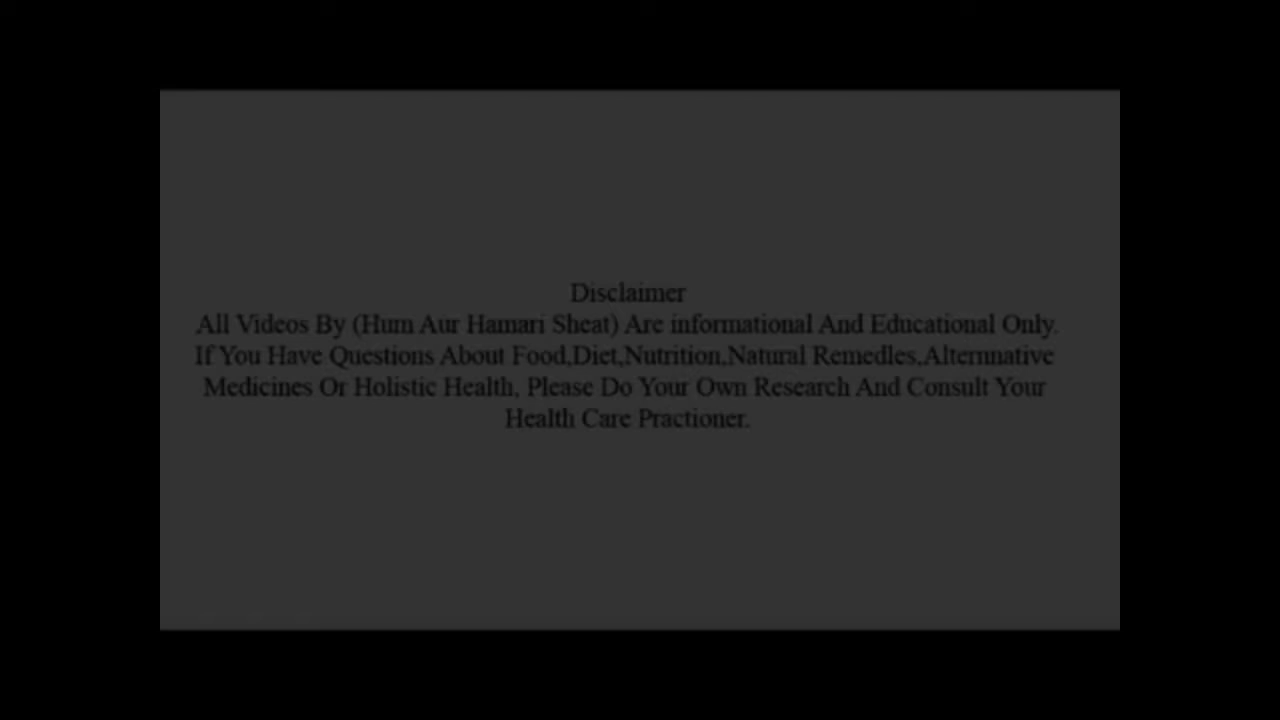 Disclaimer
All Videos By (Hum Aur Hamari Sheat) Are informational And Educational Only.
If You Have Questions About Food,Diet,Nutrition,Natural Remedles,Alternnative
Medicines Or Holistic Health, Please Do Your Own Research And Consult Your
Health Care Practioner.